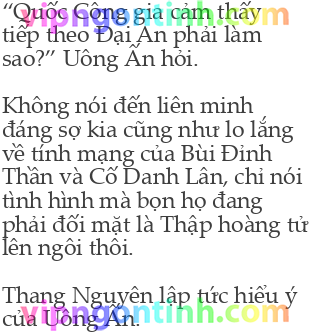 “Quốc Công gia cảm thấy
tiếp theo Đại An phải làm
sao?” Uông Ấn hỏi.
Không nói đến liên minh
đáng sợ kia cũng như lo lắng
về tính mạng của Bùi Đỉnh
Thần và Cố Danh Lân, chỉ nói
tình hình mà bọn họ đang
phải đối mặt là Thập hoàng tử
lên ngôi thôi.
Thang Nguyên lập tức hiểu ý
của Uông Ấn.
vipngontinh.com
vipngontinh.com